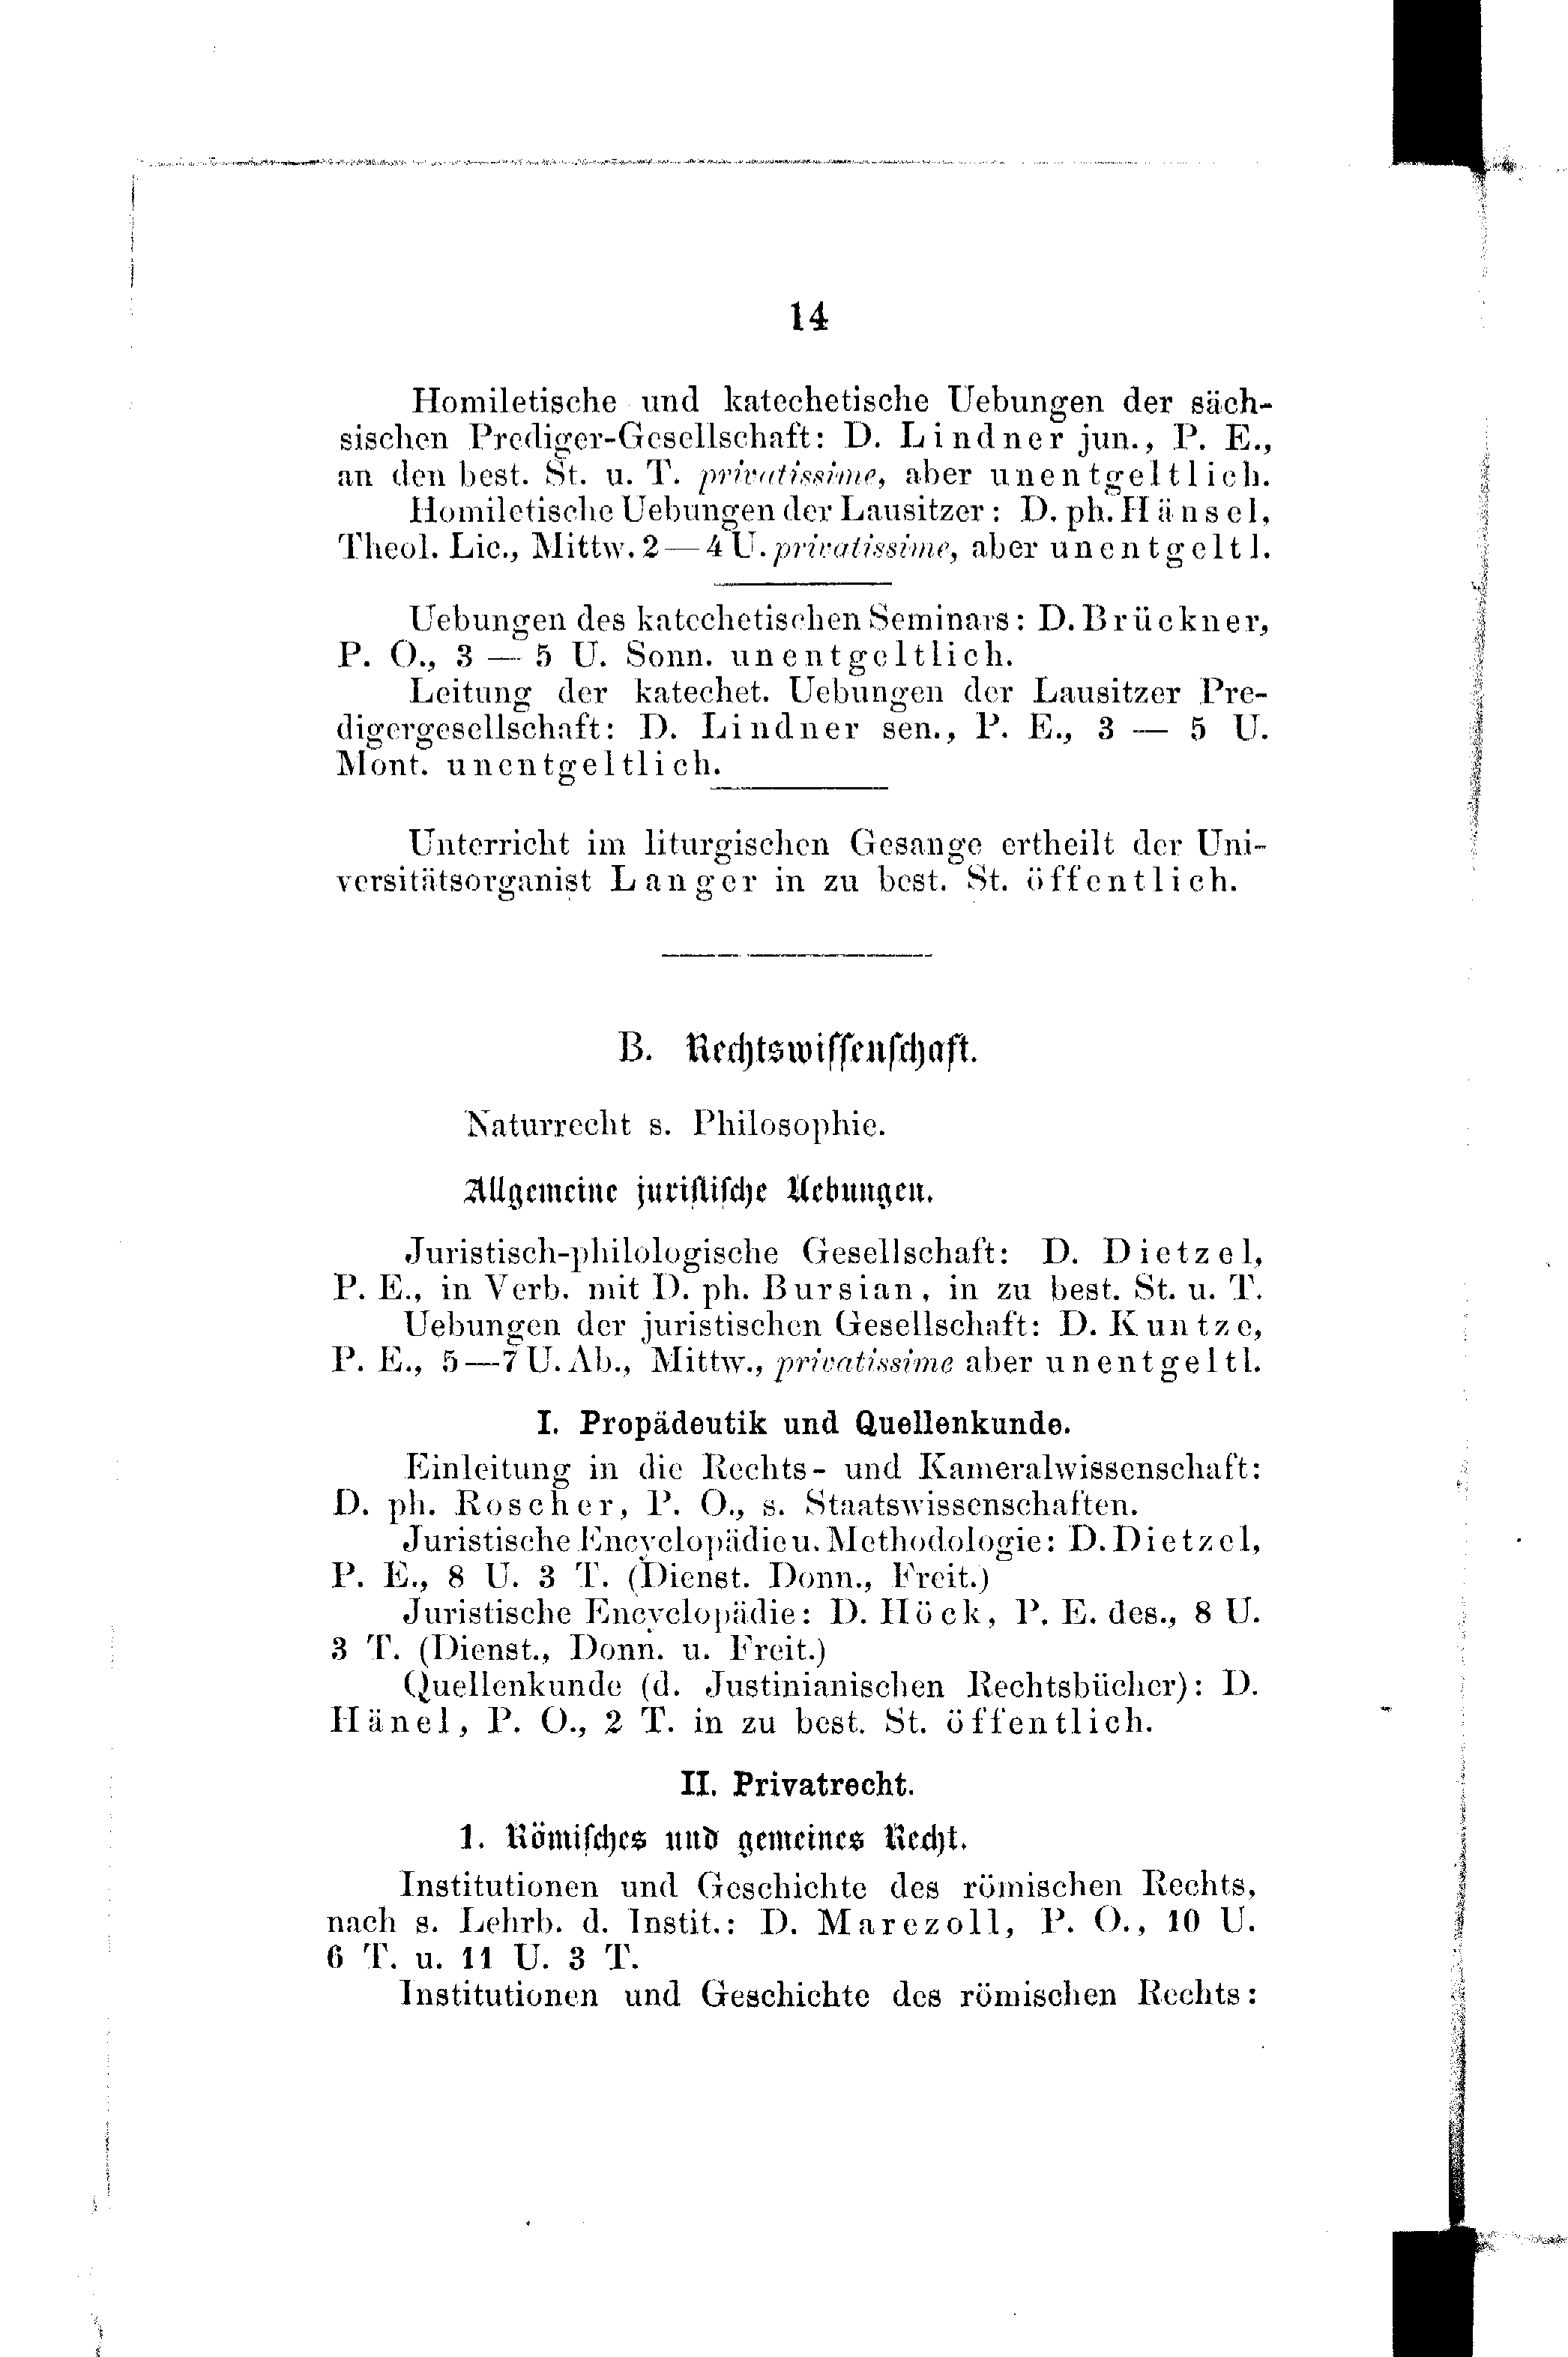 14
Homiletische und katechetische Uebungen der säch-
sischen Prediger-Gesellschaft: D. Lindner jun., P. E.,
an den best. St. u. T. privatissime, aber unentgeltlich.
Homiletische Uebungen der Lausitzer: D. ph. Hänsel,
Theol. Lic., Mittw. 2—4 U. privatissime, aber unentgeltl.
Uebungen des katechetischen Seminars: D. Brückner,
P. O., 3 — 5 U. Sonn. unentgeltlich.
Leitung der katechet. Uebungen der Lausitzer Pre-
digergesellschaft: D. Lindner sen., P. E., 3 — 5 U.
Mont. unentgeltlich.
Unterricht im liturgischen Gesange ertheilt der Uni-
versitätsorganist Langer in zu best. St. öffentlich.
B. Rechtswissenschaft.
Naturrecht s. Philosophie.
Allgemeine juristische Uebungen.
Juristisch-philologische Gesellschaft: D. Dietzel,
P. E., in Verb. mit D. ph. Bursian, in zu best. St. u. T.
Uebungen der juristischen Gesellschaft: D. Kuntze,
P. E., 5—7 U. Ab., Mittw., privatissime aber unentgeltl.
I. Propädeutik und Quellenkunde.
Einleitung in die Rechts- und Kameralwissenschaft:
D. ph. Roscher, P. O., s. Staatswissenschaften.
Juristische Encyclopädie u. Methodologie: D. Dietzel,
P. E., 8 U. 3 T. (Dienst. Donn., Freit.)
Juristische Encyclopädie: D. Höck, P. E. des., 8 U.
3 T. (Dienst., Donn. u. Freit.)
Quellenkunde (d. Justinianischen Rechtsbücher): D.
Hänel, P. O., 2 T. in zu best. St. öffentlich.
II. Privatrecht.
1. Römisches und gemeines Recht.
Institutionen und Geschichte des römischen Rechts,
nach s. Lehrb. d. Instit.: D. Marezoll, P. O., 10 U.
6 T. u. 11 U. 3 T.
Institutionen und Geschichte des römischen Rechts: